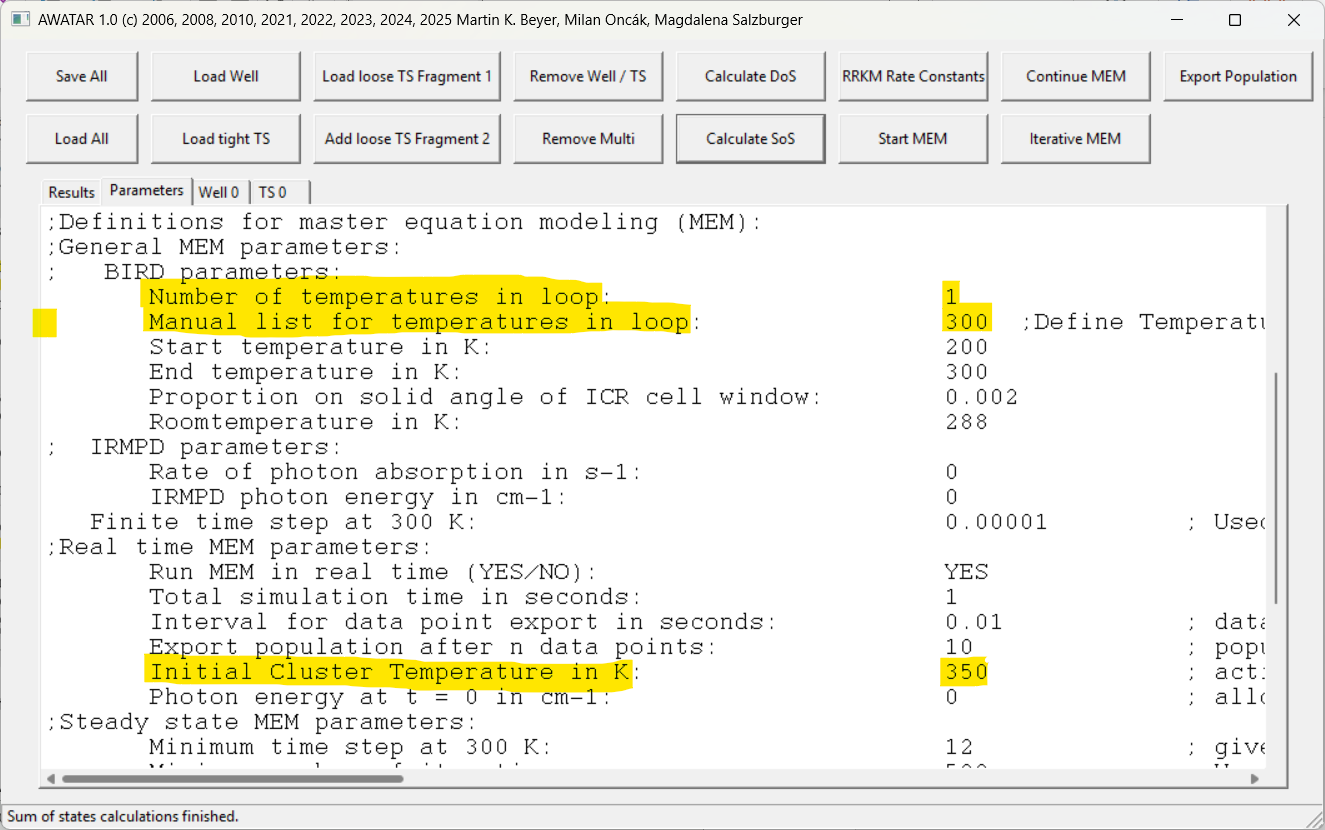 AWATAR 1.0 (c) 2006, 2008, 2010, 2021, 2022, 2023, 2024, 2025 Martin K. Beyer, Milan Oncák, Magdalena Salzburger
Save All Load Well Load loose TS Fragment 1 Remove Well / TS Calculate DoS RRKM Rate Constants Continue MEM Export Population
Load All Load tight TS Add loose TS Fragment 2 Remove Multi Calculate SoS Start MEM Iterative MEM
Results Parameters Well 0 TS 0
;Definitions for master equation modeling (MEM):
;General MEM parameters:
; BIRD parameters:
Number of temperatures in loop: 1
Manual list for temperatures in loop: 300 ;Define
Start temperature in K: 200
End temperature in K: 300
Proportion on solid angle of ICR cell window: 0.002
Roomtemperature in K: 288
; IRMPD parameters:
Rate of photon absorption in s-1: 0
IRMPD photon energy in cm-1: 0
Finite time step at 300 K: 0.00001 ;
;Real time MEM parameters:
Run MEM in real time (YES/NO): YES
Total simulation time in seconds: 1
Interval for data point export in seconds: 0.01 ; data
Export population after n data points: 10 ;
Initial Cluster Temperature in K: 350 ;
Photon energy at t = 0 in cm-1: 0 ;
;Steady state MEM parameters:
Minimum time step at 300 K: 12 ; give
Sum of states calculations finished.